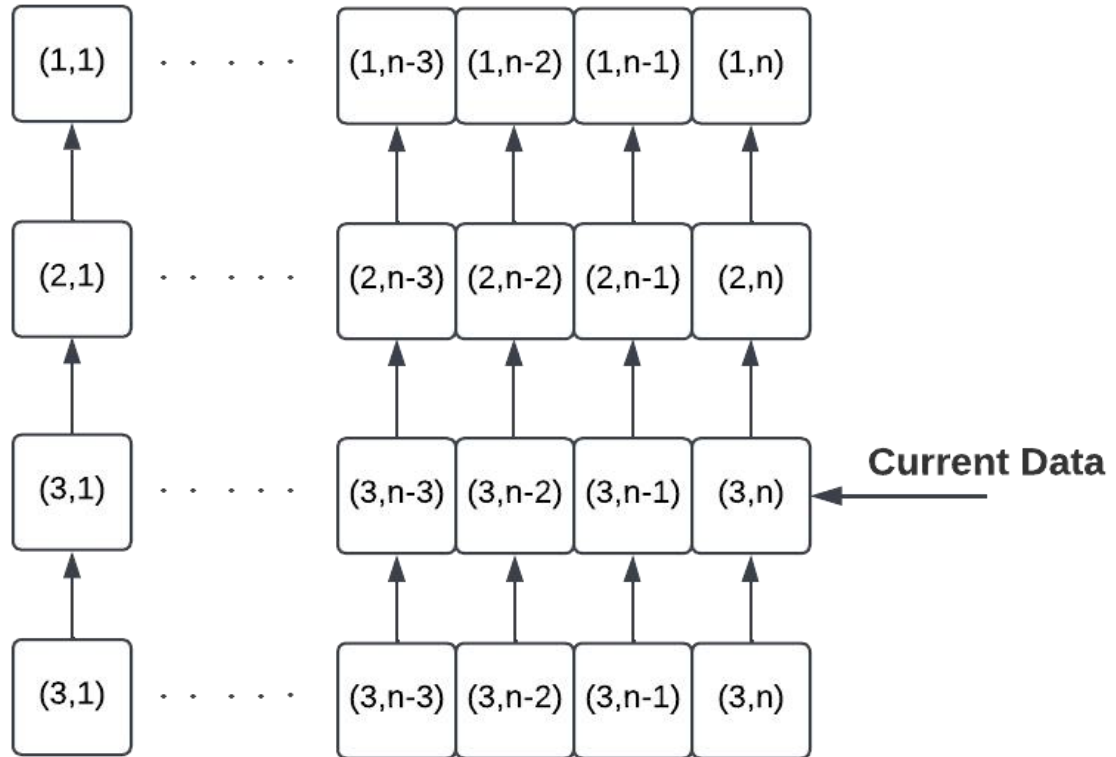 (1,1) . . . . . (1,n-3) (1,n-2) (1,n-1) (1,n)
(2,1) . . . . . (2,n-3) (2,n-2) (2,n-1) (2,n)
Current Data
(3,1) . . . . . (3,n-3) (3,n-2) (3,n-1) (3,n)
(3,1) . . . . . (3,n-3) (3,n-2) (3,n-1) (3,n)